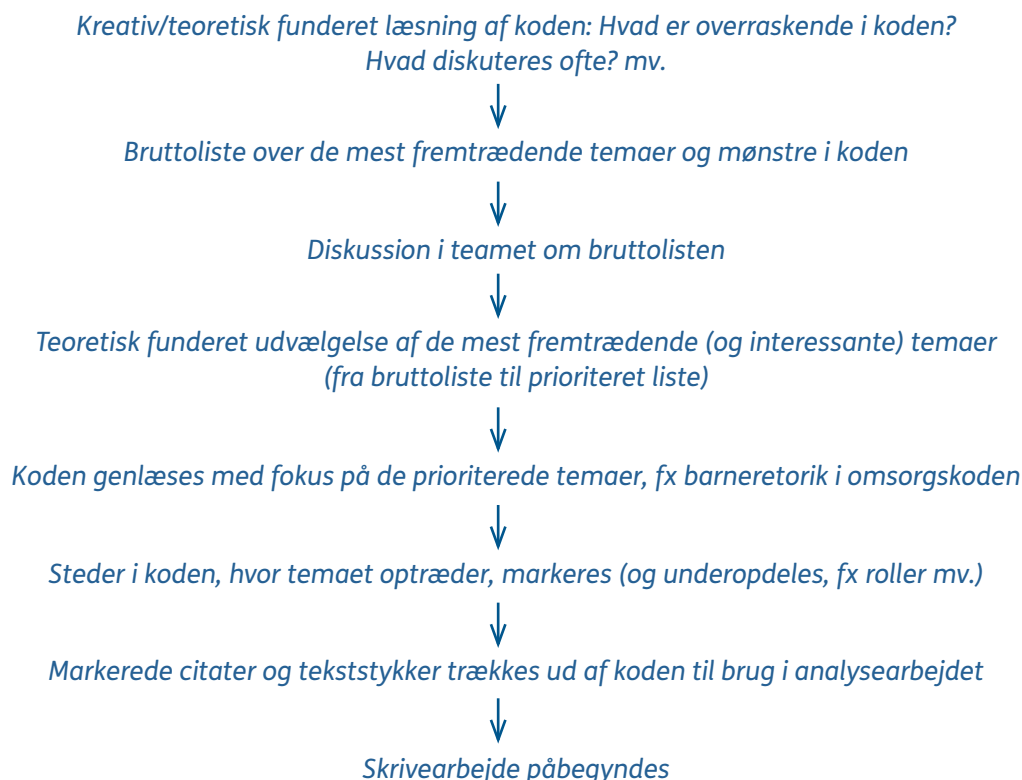 Kreativ/teoretisk funderet læsning af koden: Hvad er overraskende i koden?
Hvad diskuteres ofte? mv.
Bruttoliste over de mest fremtrædende temaer og mønstre i koden
Diskussion i teamet om bruttolisten
Teoretisk funderet udvælgelse af de mest fremtrædende (og interessante) temaer
(fra bruttoliste til prioriteret liste)
Koden genlæses med fokus på de prioriterede temaer, fx barneretorik i omsorgskoden
Steder i koden, hvor temaet optræder, markeres (og underopdeles, fx roller mv.)
Markerede citater og tekststykker trækkes ud af koden til brug i analysearbejdet
Skrivearbejde påbegyndes